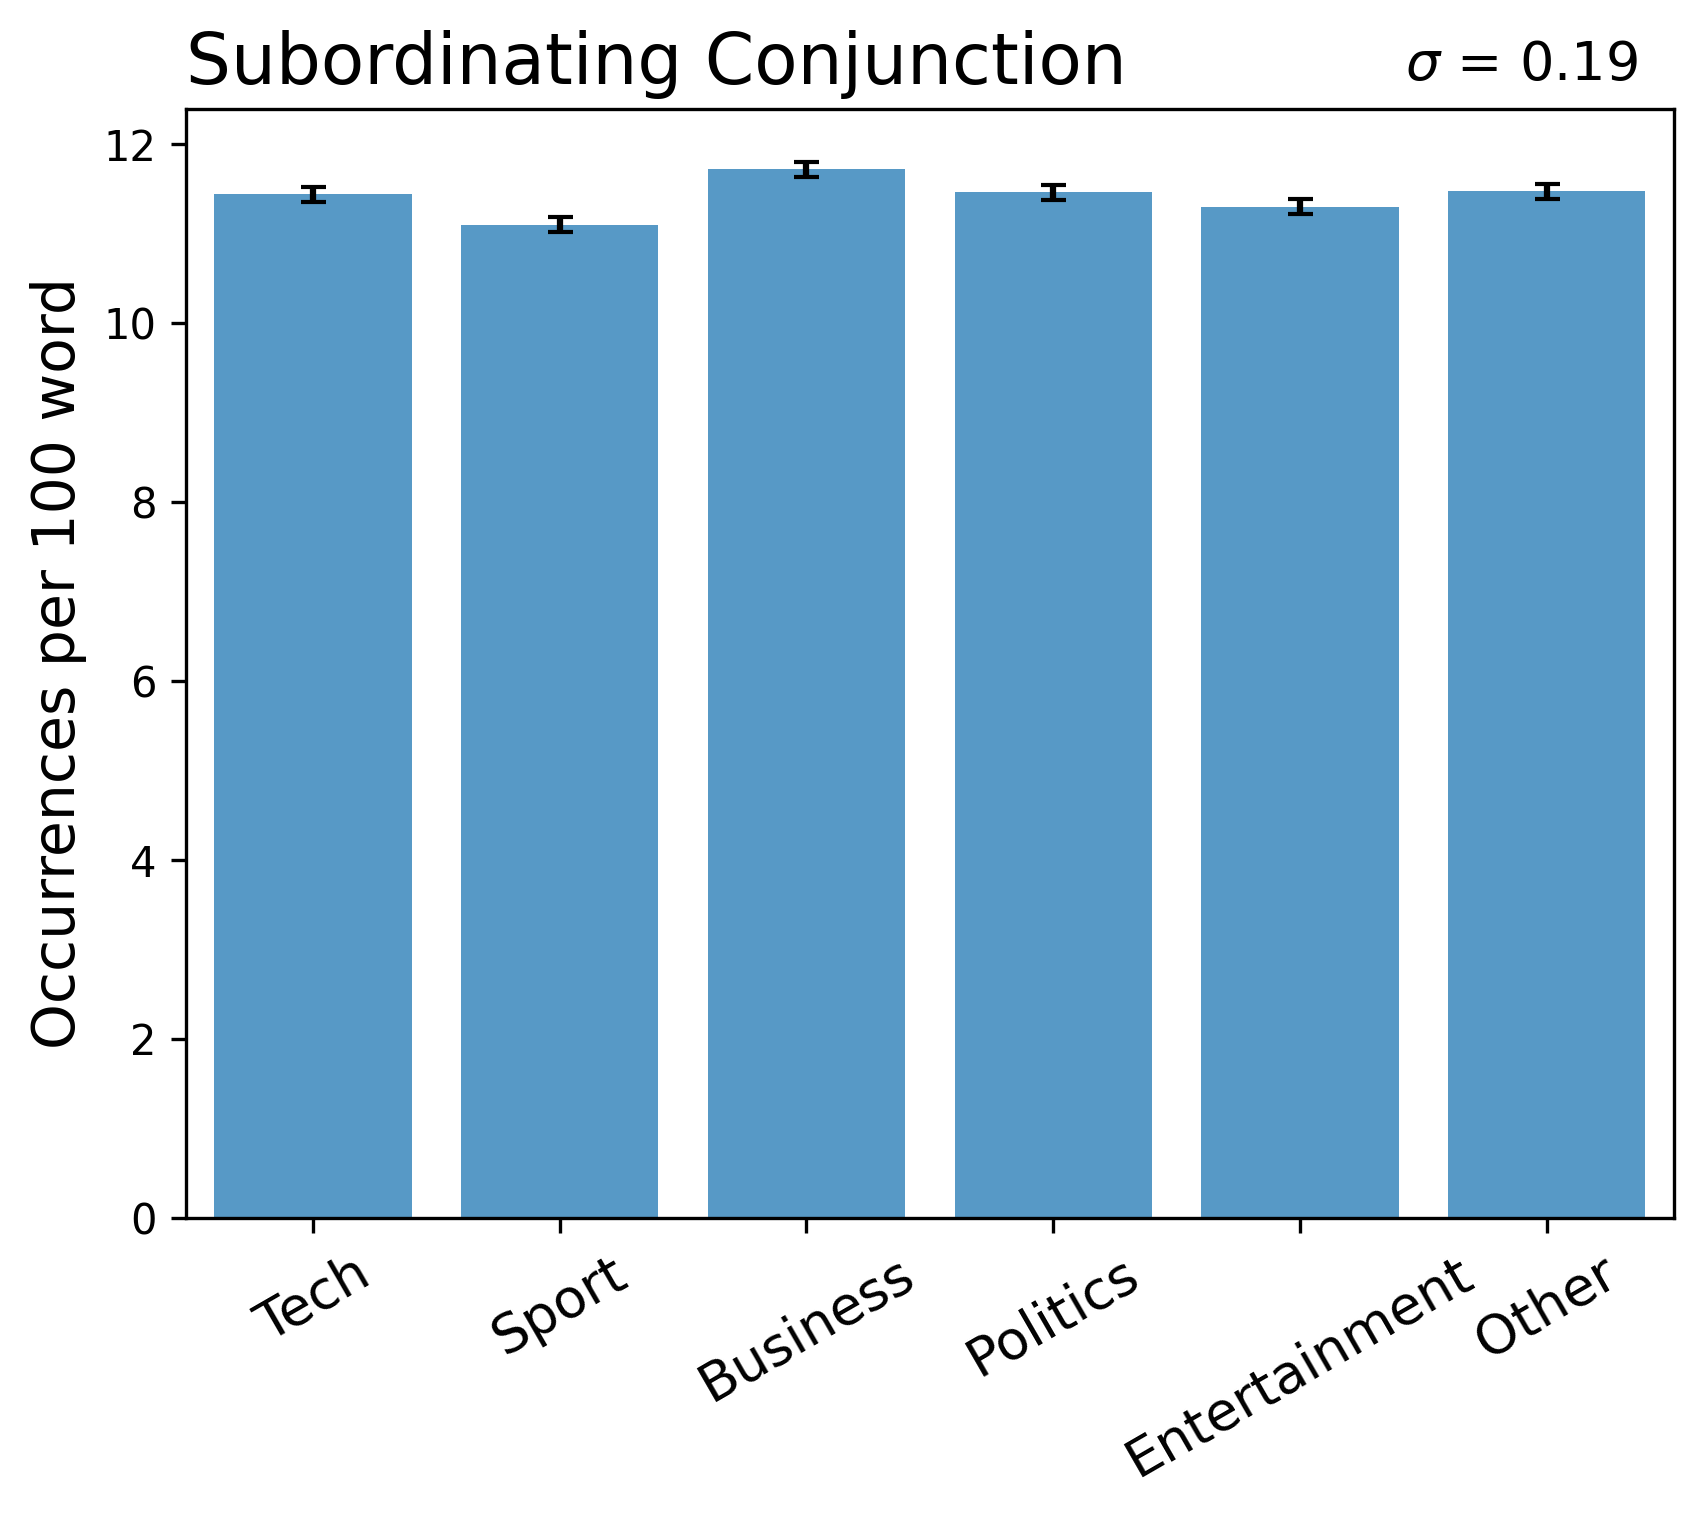 Subordinating Conjunction
σ = 0.19
Occurrences per 100 word
12
10
8
6
4
2
0
Tech
Sport
Business
Politics
Entertainment
Other